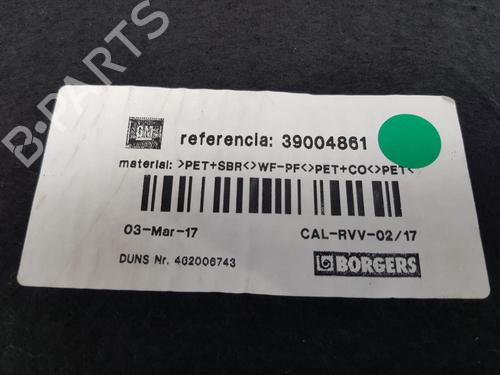 B-PARTS
GM
referencia: 39004861
material: >PET+SBR<>WF-PF<>PET+CO<>PET<
03-Mar-17
CAL-RVV-02/17
DUNS Nr. 402006743
BORGERS